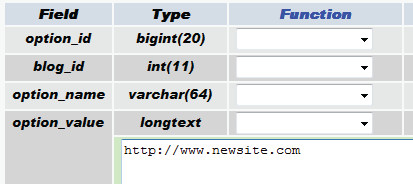 Field Type Function
option_id bigint(20)
blog_id int(11)
option_name varchar(64)
option_value longtext
http://www.newsite.com